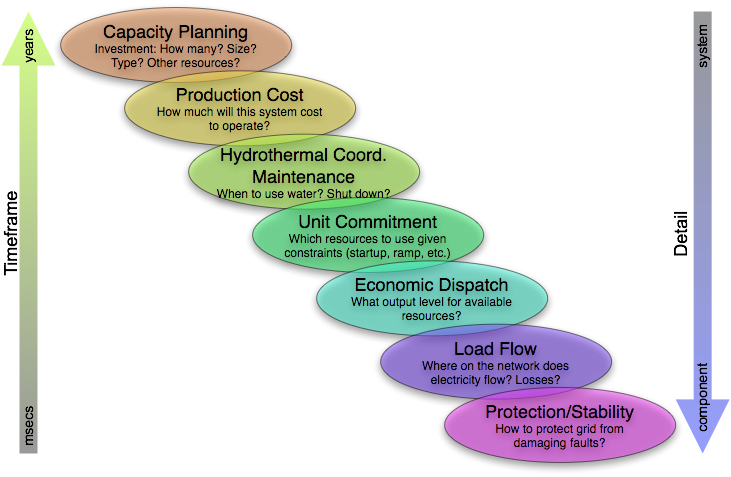 years
Timeframe
msecs
Capacity Planning
Investment: How many? Size?
Type? Other resources?
Production Cost
How much will this system cost
to operate?
Hydrothermal Coord.
Maintenance
When to use water? Shut down?
Unit Commitment
Which resources to use given
constraints (startup, ramp, etc.)
Economic Dispatch
What output level for available
resources?
Load Flow
Where on the network does
electricity flow? Losses?
Protection/Stability
How to protect grid from
damaging faults?
system
Detail
component